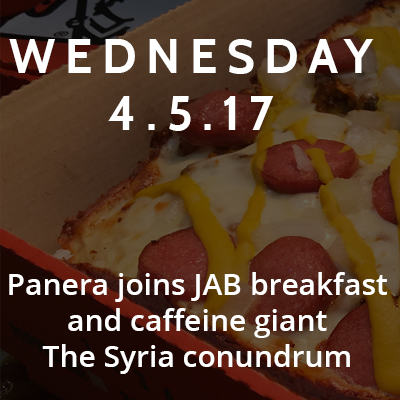 WEDNESDAY
4.5.17
Panera joins JAB breakfast
and caffeine giant
The Syria conundrum